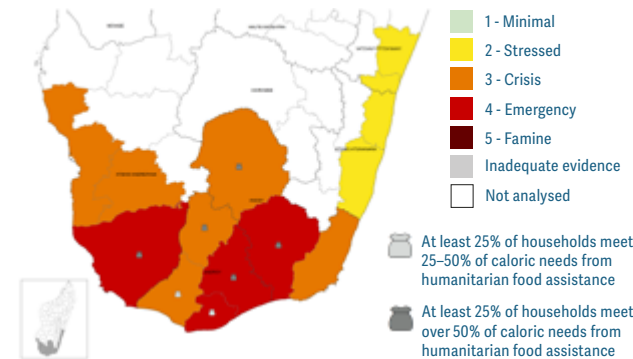 1 - Minimal
2 - Stressed
3 - Crisis
4 - Emergency
5 - Famine
Inadequate evidence
Not analysed
At least 25% of households meet
25–50% of caloric needs from
humanitarian food assistance
At least 25% of households meet
over 50% of caloric needs from
humanitarian food assistance